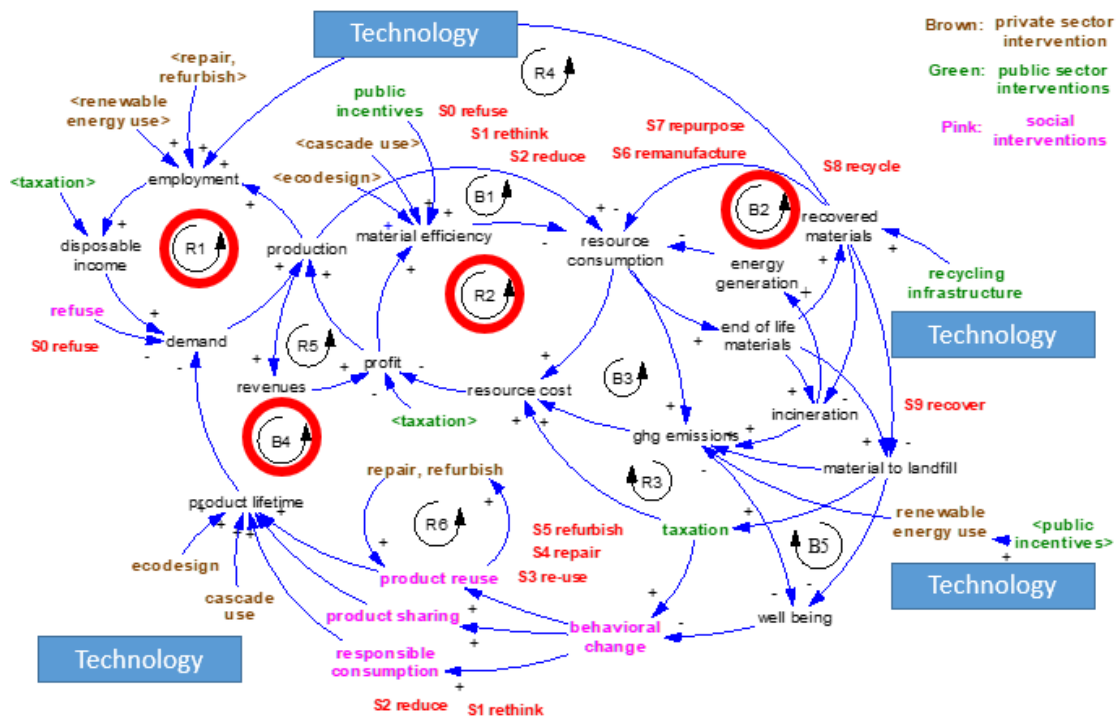 Technology
Brown: private sector
intervention
Green: public sector
interventions
Pink: social
interventions
R4
<repair,
refurbish>
public
incentives
S0 refuse
S1 rethink
S2 reduce
S7 repurpose
S6 remanufacture
S8 recycle
<renewable
energy use>
<cascade use>
<ecodesign>
<taxation>
employment
B1
B2
recovered
materials
R1
disposable
income
production
material efficiency
R2
resource
consumption
energy
generation
recycling
infrastructure
refuse
S0 refuse
demand
R5
profit
end of life
materials
Technology
revenues
resource cost
B3
incineration
S9 recover
<taxation>
B4
ghg emissions
material to landfill
repair, refurbish
R3
product lifetime
R6
S5 refurbish
S4 repair
S3 re-use
taxation
renewable
energy use
<public
incentives>
B5
ecodesign
product reuse
Technology
cascade
use
product sharing
behavioral
change
well being
Technology
responsible
consumption
S2 reduce
S1 rethink